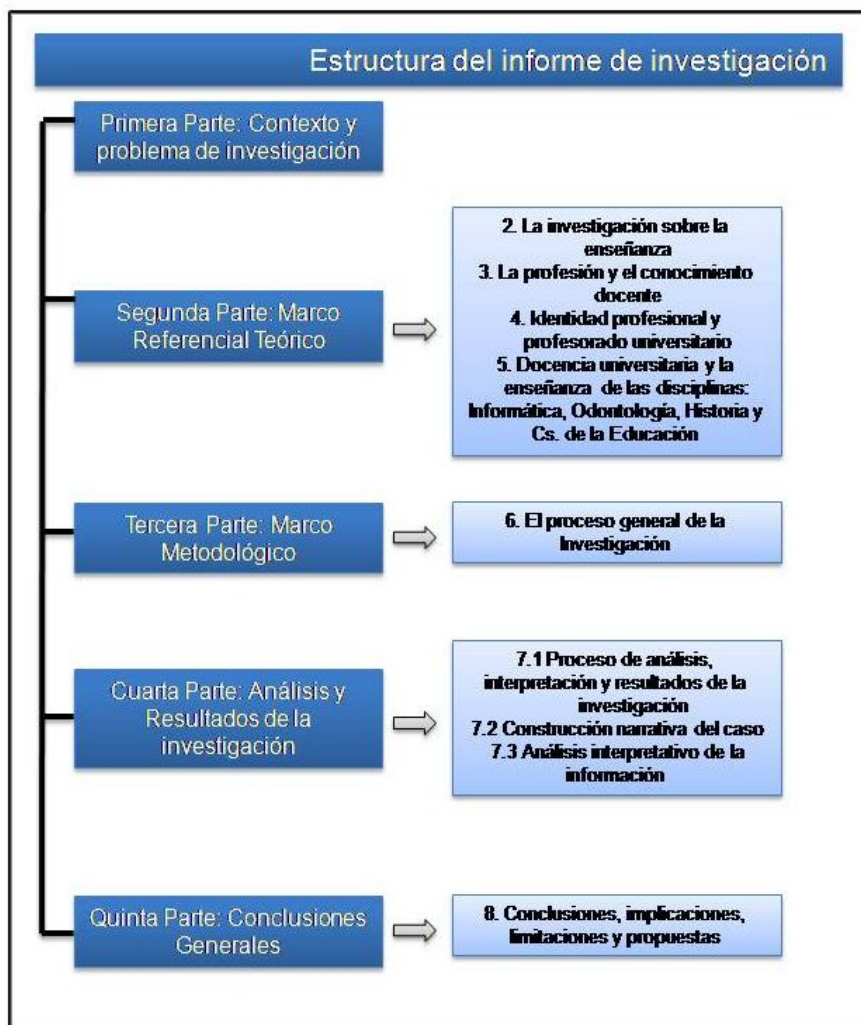 Estructura del informe de investigación
Primera Parte: Contexto y
problema de investigación
Segunda Parte: Marco
Referencial Teórico
2. La investigación sobre la
enseñanza
3. La profesión y el conocimiento
docente
4. Identidad profesional y
profesorado universitario
5. Docencia universitaria y la
enseñanza de las disciplinas:
Informática, Odontología, Historia y
Cs. de la Educación
Tercera Parte: Marco
Metodológico
6. El proceso general de la
Investigación
Cuarta Parte: Análisis y
Resultados de la
investigación
7.1 Proceso de análisis,
interpretación y resultados de la
investigación
7.2 Construcción narrativa del caso
7.3 Análisis interpretativo de la
información
Quinta Parte: Conclusiones
Generales
8. Conclusiones, implicaciones,
limitaciones y propuestas